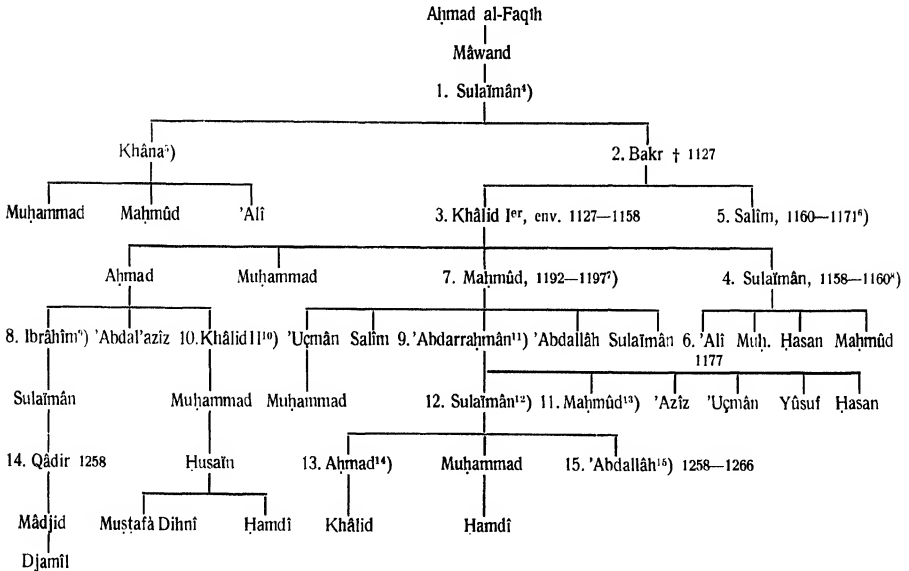 Aḥmad al-Faqîh
Mâwand
1. Sulaïmân⁴)
Khâna⁵) 2. Bakr † 1127
Muḥammad Maḥmûd 'Alî 3. Khâlid Iᵉʳ, env. 1127—1158 5. Salîm, 1160—1171⁶)
Aḥmad Muḥammad 7. Maḥmûd, 1192—1197⁷) 4. Sulaïmân, 1158—1160⁸)
8. Ibrâhîm⁹) 'Abdal'azîz 10. Khâlid II¹⁰) 'Uçmân Salîm 9. 'Abdarraḥmân¹¹) 'Abdallâh Sulaïmân 6. 'Alî Muḥ. Ḥasan Maḥmûd
1177
Sulaïmân Muḥammad Muḥammad 12. Sulaïmân¹²) 11. Maḥmûd¹³) 'Azîz 'Uçmân Yûsuf Ḥasan
14. Qâdir 1258 Ḥusaïn 13. Aḥmad¹⁴) Muḥammad 15. 'Abdallâh¹⁵) 1258—1266
Mâdjid Muṣṭafà Dihnî Ḥamdî Khâlid Ḥamdî
Djamîl